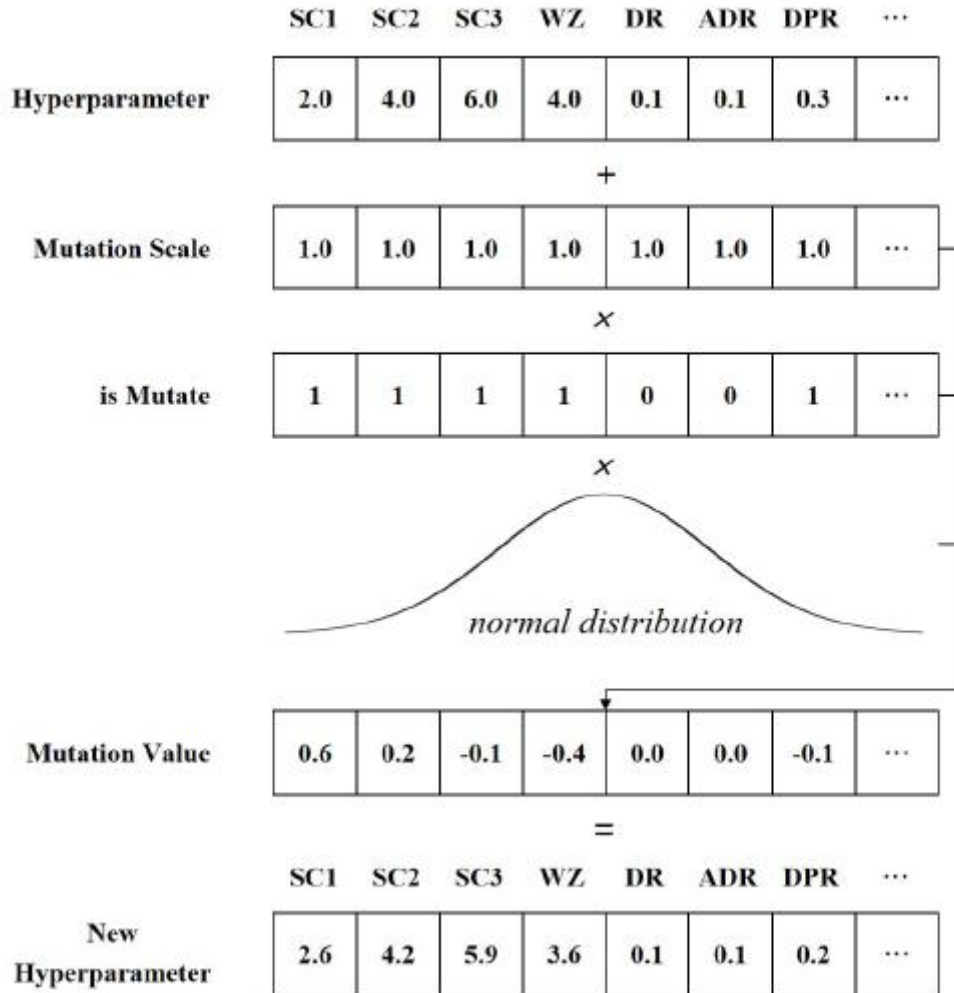 SC1 SC2 SC3 WZ DR ADR DPR ···
Hyperparameter 2.0 4.0 6.0 4.0 0.1 0.1 0.3 ···
+
Mutation Scale 1.0 1.0 1.0 1.0 1.0 1.0 1.0 ···
×
is Mutate 1 1 1 1 0 0 1 ···
×
normal distribution
Mutation Value 0.6 0.2 -0.1 -0.4 0.0 0.0 -0.1 ···
=
SC1 SC2 SC3 WZ DR ADR DPR ···
New
Hyperparameter 2.6 4.2 5.9 3.6 0.1 0.1 0.2 ···